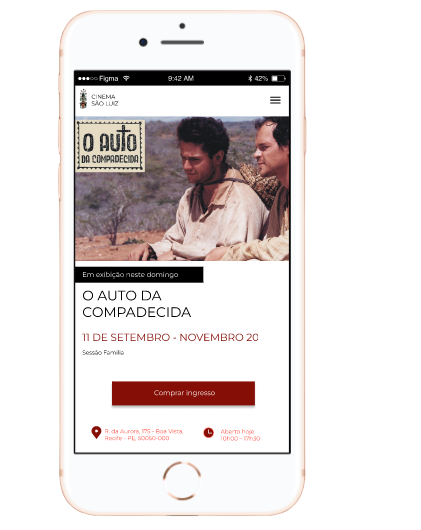 Figma
9:42 AM
42%
CINEMA
SÃO LUIZ
O AUTO
DA COMPADECIDA
Em exibição neste domingo
O AUTO DA
COMPADECIDA
11 DE SETEMBRO - NOVEMBRO 20
Sessão Família
Comprar ingresso
R. da Aurora, 175 - Boa Vista,
Recife - PE, 50060-000
Aberto hoje
10h00 - 17h30